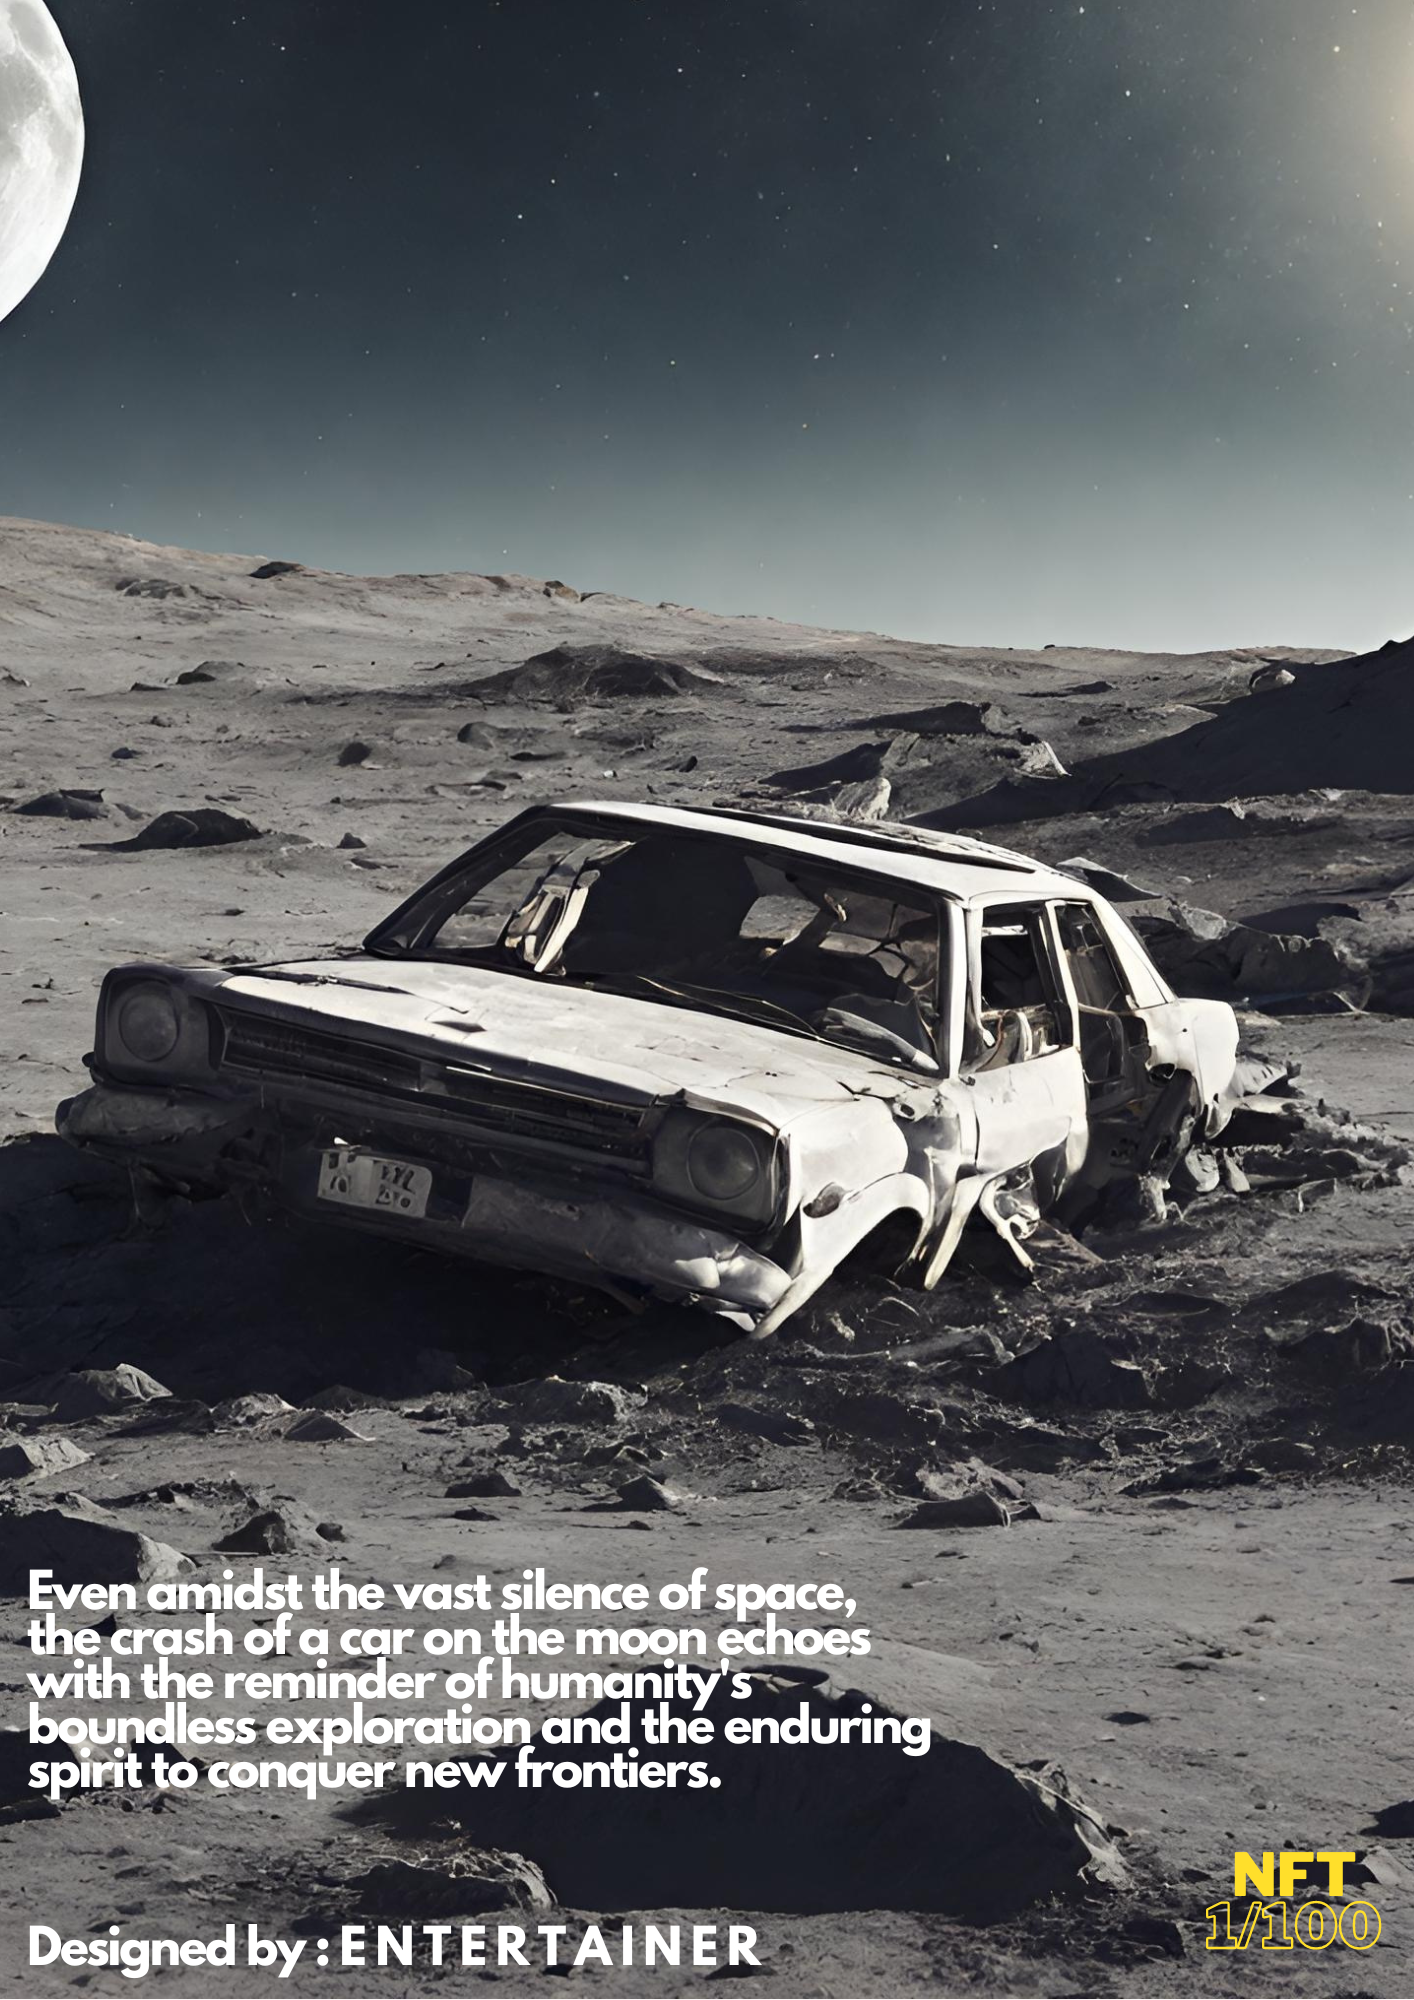 Even amidst the vast silence of space,
the crash of a car on the moon echoes
with the reminder of humanity's
boundless exploration and the enduring
spirit to conquer new frontiers.
Designed by : ENTERTAINER
NFT
1/100